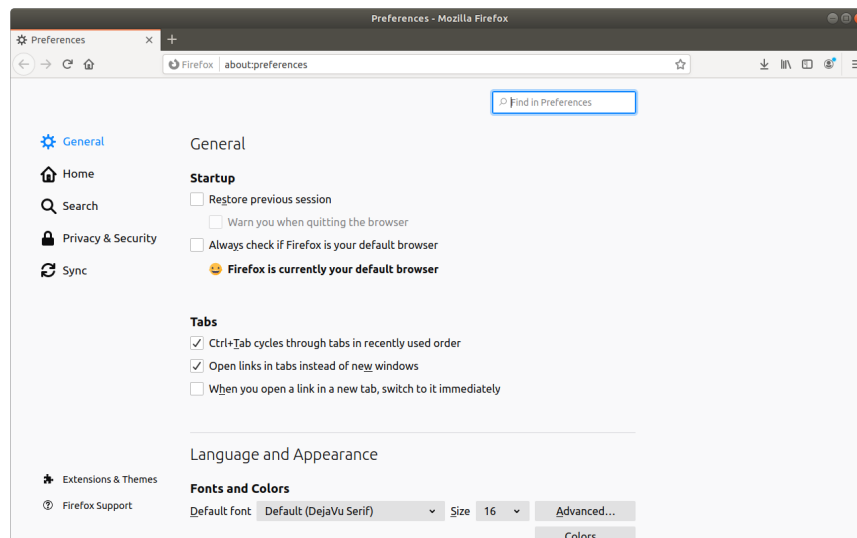 Preferences - Mozilla Firefox
Preferences
Firefox about:preferences
Find in Preferences
General
Home
Search
Privacy & Security
Sync
Extensions & Themes
Firefox Support
General
Startup
Restore previous session
Warn you when quitting the browser
Always check if Firefox is your default browser
Firefox is currently your default browser
Tabs
Ctrl+Tab cycles through tabs in recently used order
Open links in tabs instead of new windows
When you open a link in a new tab, switch to it immediately
Language and Appearance
Fonts and Colors
Default font Default (DejaVu Serif) Size 16 Advanced...
Colors...